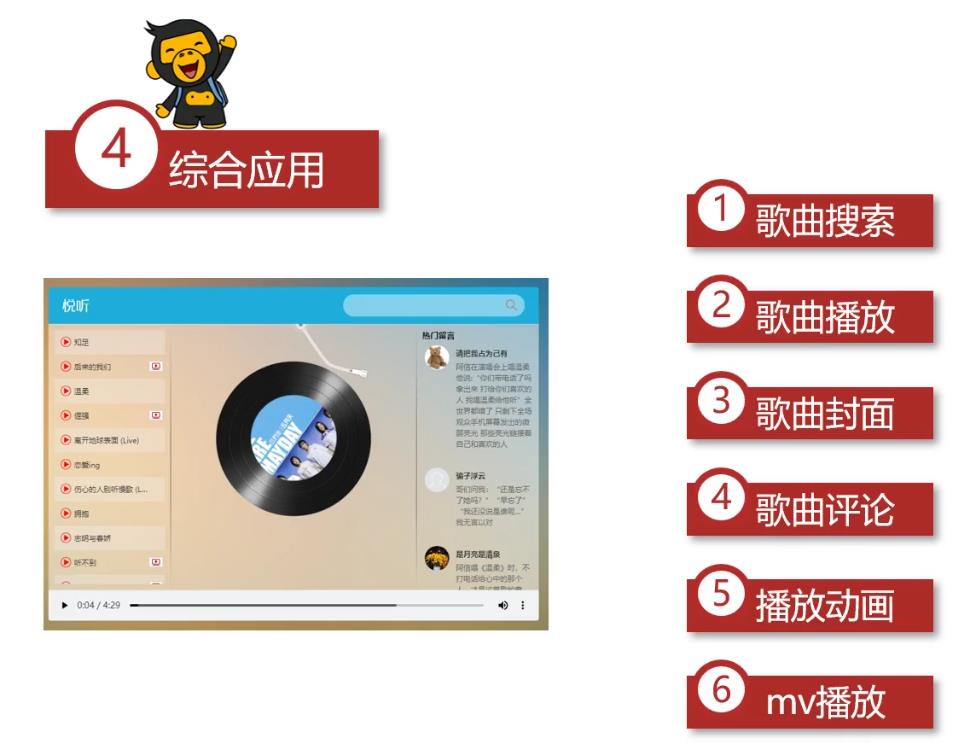 4
综合应用
悦听
知足
后来的我们
温柔
倔强
离开地球表面 (Live)
恋爱ing
伤心的人别听慢歌 (L...
拥抱
志明与春娇
听不到
MAYDAY
热门留言
请把我占为己有
阿信在演唱会上唱温柔
他说：“你们带电话了吗
拿出来 打给你们喜欢的
人 我唱温柔给他听” 全
世界都暗了 只剩下全场
观众手机屏幕发出的微
弱亮光 那些亮光链接着
自己和喜欢的人
骗子浮云
哥们问我： “还是忘不
了她吗？” “早忘了”
“我还没说是谁呢...”
我无言以对
是月亮是温泉
阿信唱《温柔》时，不
打电话给心中的那个
0:04 / 4:29
1
歌曲搜索
2
歌曲播放
3
歌曲封面
4
歌曲评论
5
播放动画
6
mv播放